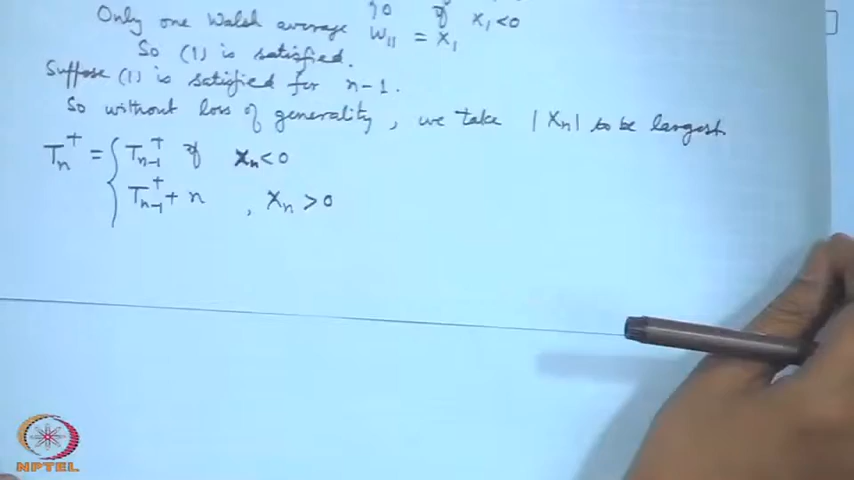 Only one Walsh average 0 if X₁ < 0
W₁₁ = X₁
So (1) is satisfied.
Suppose (1) is satisfied for n-1.
So without loss of generality, we take |Xₙ| to be largest.
Tₙ⁺ = { Tₙ₋₁⁺ if Xₙ < 0
Tₙ₋₁⁺ + n , Xₙ > 0
NPTEL